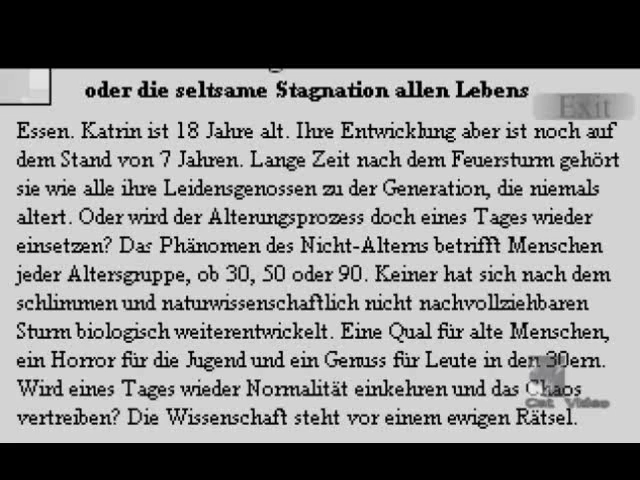 oder die seltsame Stagnation allen Lebens
Exit
Essen. Katrin ist 18 Jahre alt. Ihre Entwicklung aber ist noch auf
dem Stand von 7 Jahren. Lange Zeit nach dem Feuersturm gehört
sie wie alle ihre Leidensgenossen zu der Generation, die niemals
altert. Oder wird der Alterungsprozess doch eines Tages wieder
einsetzen? Das Phänomen des Nicht-Alterns betrifft Menschen
jeder Altersgruppe, ob 30, 50 oder 90. Keiner hat sich nach dem
schlimmen und naturwissenschaftlich nicht nachvollziehbaren
Sturm biologisch weiterentwickelt. Eine Qual für alte Menschen,
ein Horror für die Jugend und ein Genuss für Leute in den 30ern.
Wird eines Tages wieder Normalität einkehren und das Chaos
vertreiben? Die Wissenschaft steht vor einem ewigen Rätsel.
Cat Video